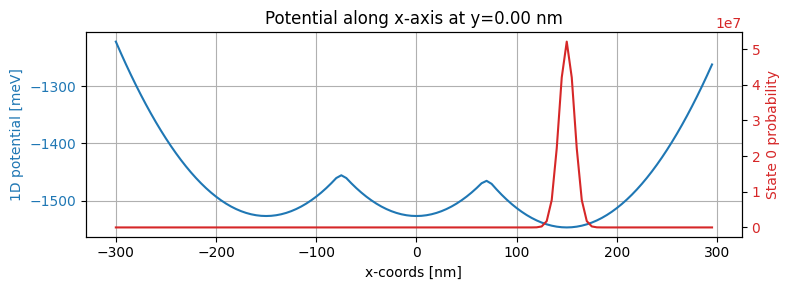 Potential along x-axis at y=0.00 nm
1e7
1D potential [meV]
−1300
−1400
−1500
5
4
3
2
1
0
State 0 probability
−300 −200 −100 0 100 200 300
x-coords [nm]